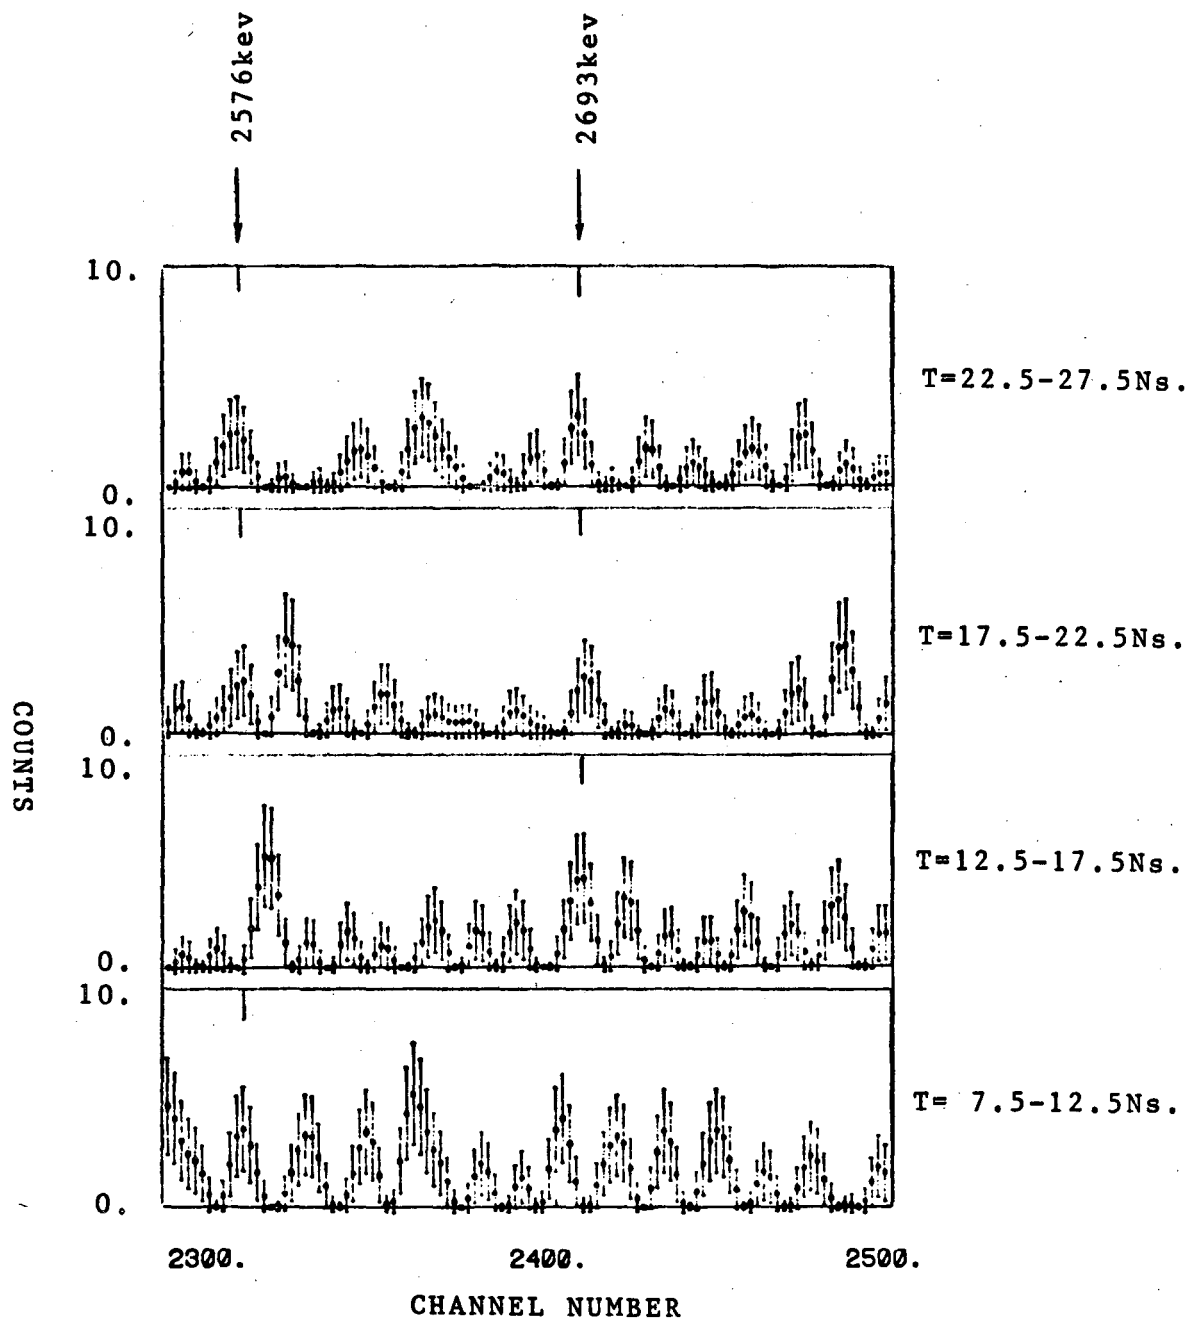 2576kev
2693kev
10.
0.
T=22.5-27.5Ns.
10.
0.
T=17.5-22.5Ns.
10.
0.
T=12.5-17.5Ns.
10.
0.
T= 7.5-12.5Ns.
COUNTS
2300. 2400. 2500.
CHANNEL NUMBER